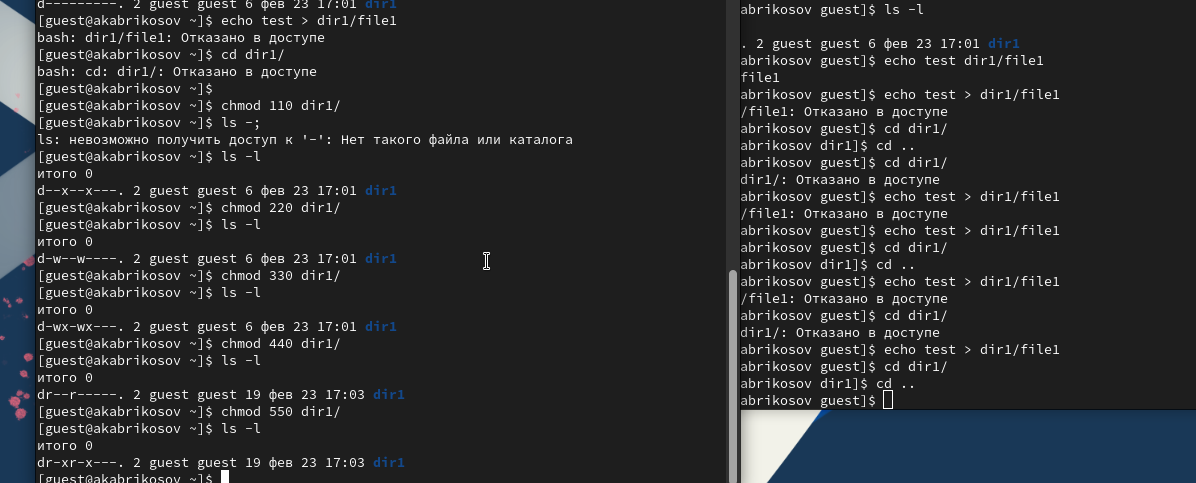 d---------. 2 guest guest 6 фев 23 17:01 dir1
[guest@akabrikosov ~]$ echo test > dir1/file1
bash: dir1/file1: Отказано в доступе
[guest@akabrikosov ~]$ cd dir1/
bash: cd: dir1/: Отказано в доступе
[guest@akabrikosov ~]$
[guest@akabrikosov ~]$ chmod 110 dir1/
[guest@akabrikosov ~]$ ls -;
ls: невозможно получить доступ к '-': Нет такого файла или каталога
[guest@akabrikosov ~]$ ls -l
итого 0
d--x--x---. 2 guest guest 6 фев 23 17:01 dir1
[guest@akabrikosov ~]$ chmod 220 dir1/
[guest@akabrikosov ~]$ ls -l
итого 0
d-w--w----. 2 guest guest 6 фев 23 17:01 dir1
[guest@akabrikosov ~]$ chmod 330 dir1/
[guest@akabrikosov ~]$ ls -l
итого 0
d-wx-wx---. 2 guest guest 6 фев 23 17:01 dir1
[guest@akabrikosov ~]$ chmod 440 dir1/
[guest@akabrikosov ~]$ ls -l
итого 0
dr--r-----. 2 guest guest 19 фев 23 17:03 dir1
[guest@akabrikosov ~]$ chmod 550 dir1/
[guest@akabrikosov ~]$ ls -l
итого 0
dr-xr-x---. 2 guest guest 19 фев 23 17:03 dir1
[guest@akabrikosov ~]$
abrikosov guest]$ ls -l
. 2 guest guest 6 фев 23 17:01 dir1
abrikosov guest]$ echo test dir1/file1
file1
abrikosov guest]$ echo test > dir1/file1
/file1: Отказано в доступе
abrikosov guest]$ cd dir1/
abrikosov dir1]$ cd ..
abrikosov guest]$ cd dir1/
dir1/: Отказано в доступе
abrikosov guest]$ echo test > dir1/file1
/file1: Отказано в доступе
abrikosov guest]$ echo test > dir1/file1
abrikosov guest]$ cd dir1/
abrikosov dir1]$ cd ..
abrikosov guest]$ echo test > dir1/file1
/file1: Отказано в доступе
abrikosov guest]$ cd dir1/
dir1/: Отказано в доступе
abrikosov guest]$ echo test > dir1/file1
abrikosov guest]$ cd dir1/
abrikosov dir1]$ cd ..
abrikosov guest]$